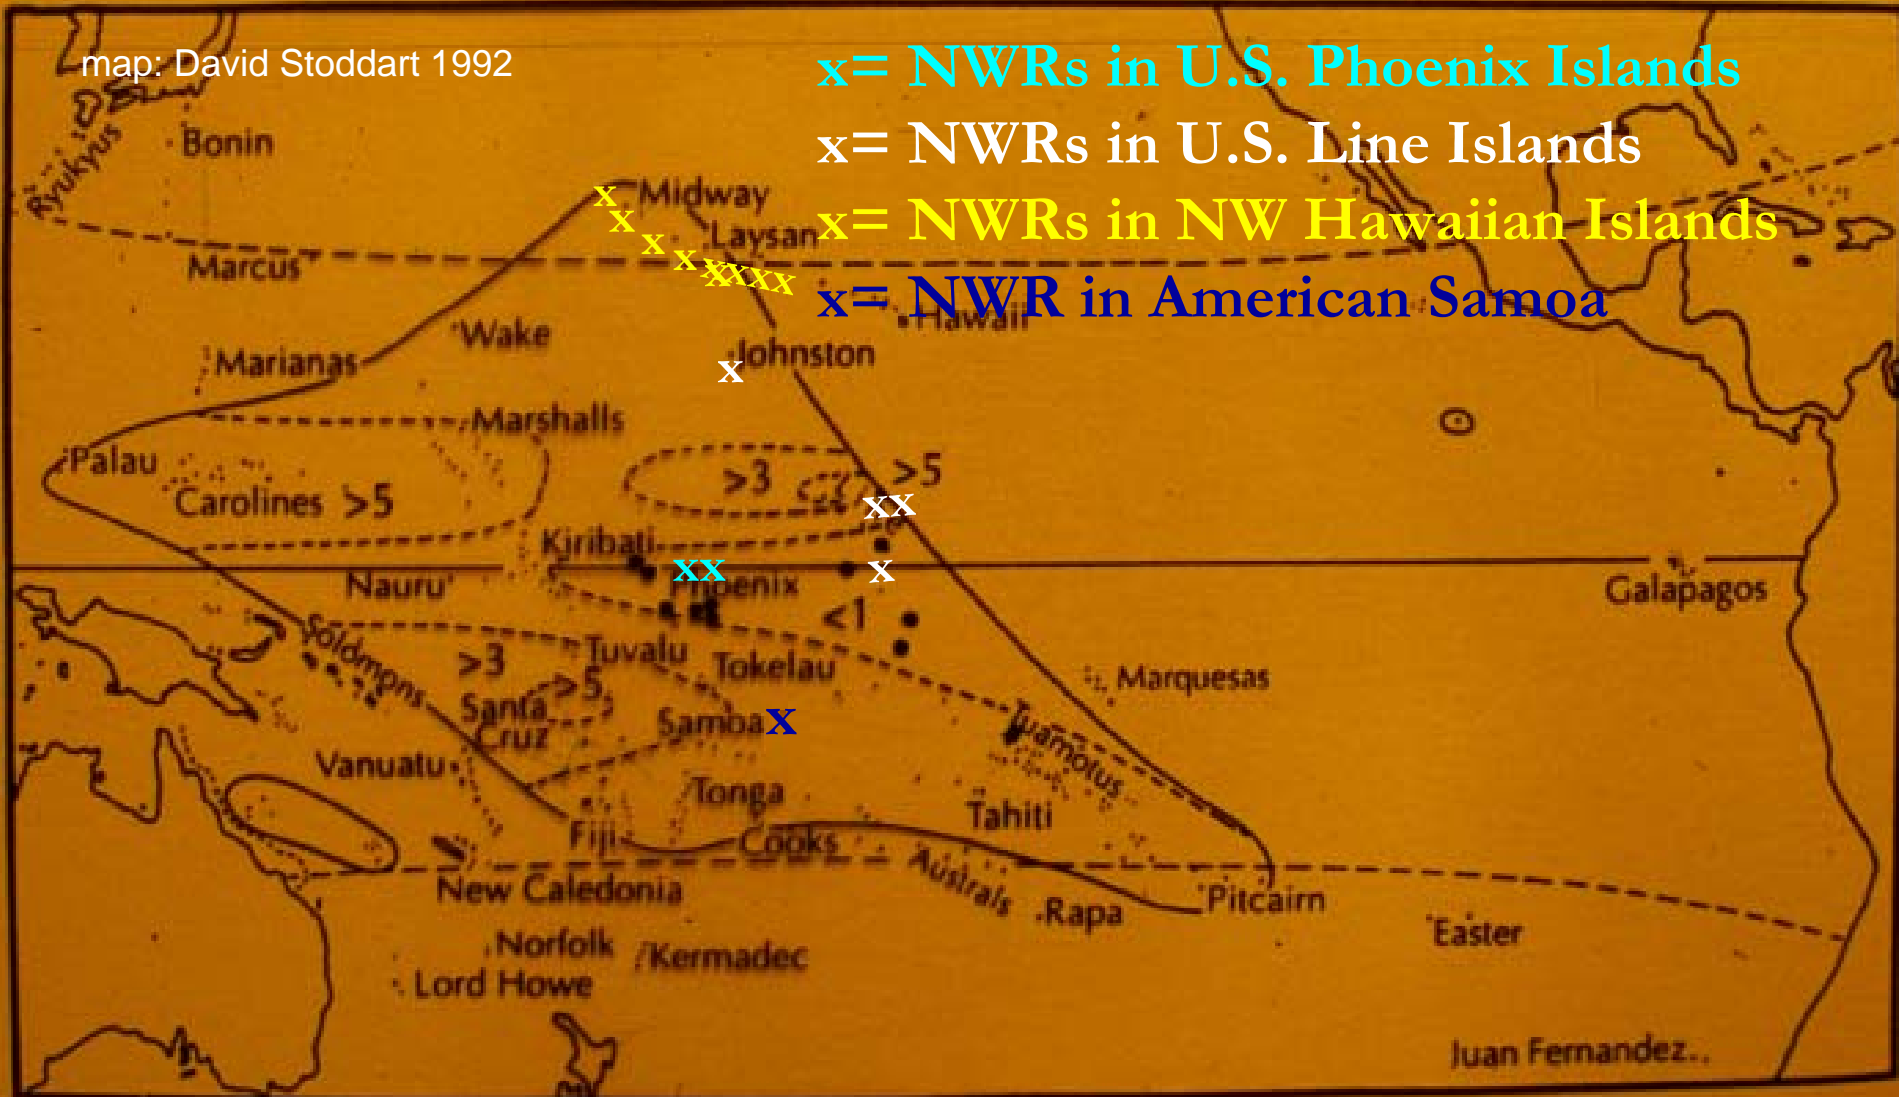 map: David Stoddart 1992
x= NWRs in U.S. Phoenix Islands
x= NWRs in U.S. Line Islands
x= NWRs in NW Hawaiian Islands
x= NWR in American Samoa
Bonin
Ryukyus
x Midway
x
x Laysan
x
x x x x x
Marcus
Hawaii
Wake
Johnston
x
Marianas
Marshalls
Palau
>3
>5
Carolines >5
xx
Kiribati
xx
x
Nauru
Phoenix
Galapagos
<1
Solomons
>3
Tuvalu
Tokelau
Marquesas
>5
Santa
Cruz
Samoa x
Tuamotus
Vanuatu
Tonga
Tahiti
Fiji
Cooks
Australs
New Caledonia
Pitcairn
Rapa
Easter
Norfolk
Kermadec
Lord Howe
Juan Fernandez